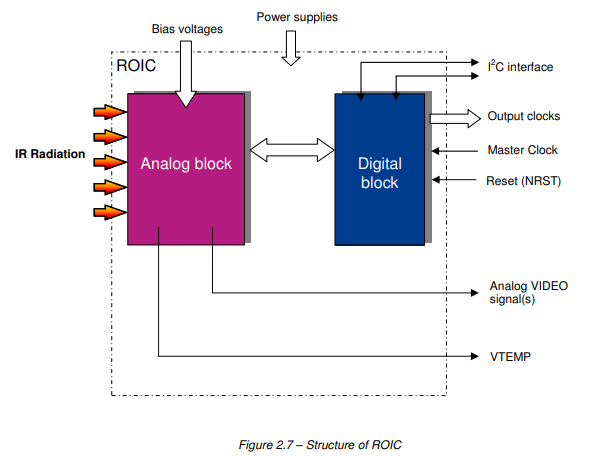 Power supplies
Bias voltages
ROIC
I²C interface
Output clocks
IR Radiation
Analog block
Digital
block
Master Clock
Reset (NRST)
Analog VIDEO
signal(s)
VTEMP
Figure 2.7 – Structure of ROIC